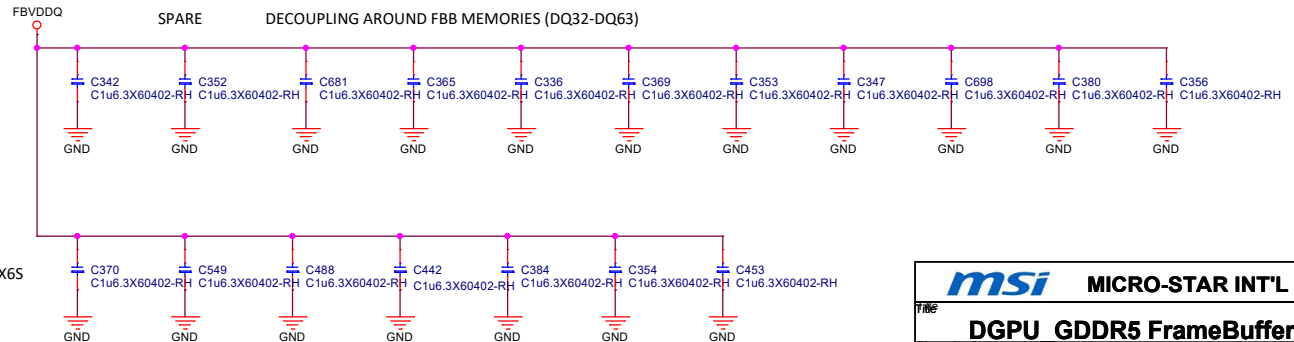 FBVDDQ
SPARE DECOUPLING AROUND FBB MEMORIES (DQ32-DQ63)
C342 C352 C681 C365 C336 C369 C353 C347 C698 C380 C356
C1u6.3X60402-RH C1u6.3X60402-RH C1u6.3X60402-RH C1u6.3X60402-RH C1u6.3X60402-RH C1u6.3X60402-RH C1u6.3X60402-RH C1u6.3X60402-RH C1u6.3X60402-RH C1u6.3X60402-RH C1u6.3X60402-RH
GND GND GND GND GND GND GND GND GND GND GND
X6S
C370 C549 C488 C442 C384 C354 C453
C1u6.3X60402-RH C1u6.3X60402-RH C1u6.3X60402-RH C1u6.3X60402-RH C1u6.3X60402-RH C1u6.3X60402-RH C1u6.3X60402-RH
GND GND GND GND GND GND GND
msi MICRO-STAR INT'L
Title
DGPU_GDDR5 FrameBuffer